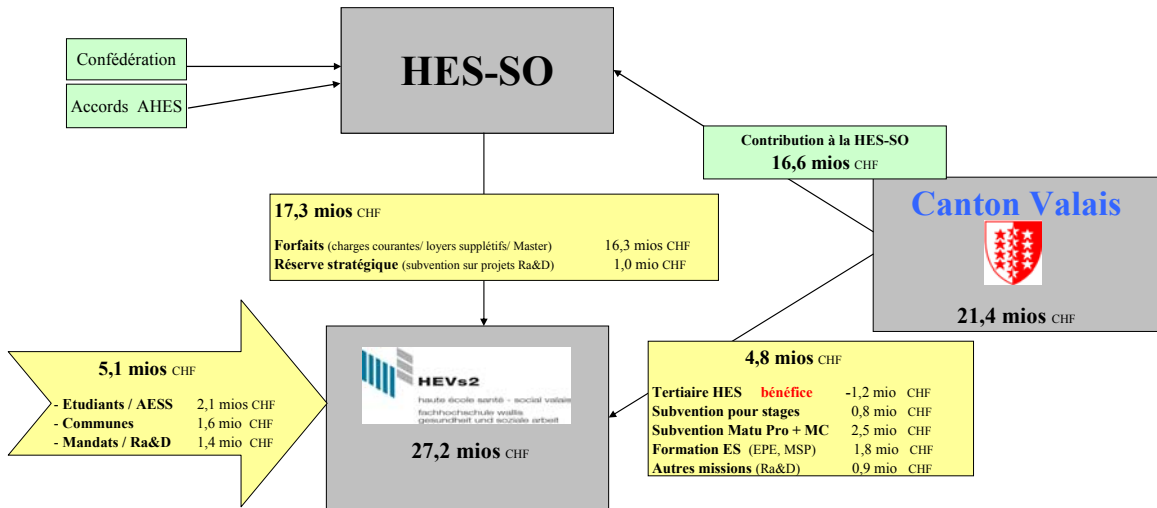 Confédération
Accords AHES
HES-SO
Contribution à la HES-SO
16,6 mios CHF
Canton Valais
21,4 mios CHF
17,3 mios CHF
Forfaits (charges courantes/ loyers supplétifs/ Master) 16,3 mios CHF
Réserve stratégique (subvention sur projets Ra&D) 1,0 mio CHF
5,1 mios CHF
- Etudiants / AESS 2,1 mios CHF
- Communes 1,6 mio CHF
- Mandats / Ra&D 1,4 mio CHF
HEVs2
haute école santé - social valais
fachhochschule wallis
gesundheit und soziale arbeit
27,2 mios CHF
4,8 mios CHF
Tertiaire HES bénéfice -1,2 mio CHF
Subvention pour stages 0,8 mio CHF
Subvention Matu Pro + MC 2,5 mio CHF
Formation ES (EPE, MSP) 1,8 mio CHF
Autres missions (Ra&D) 0,9 mio CHF